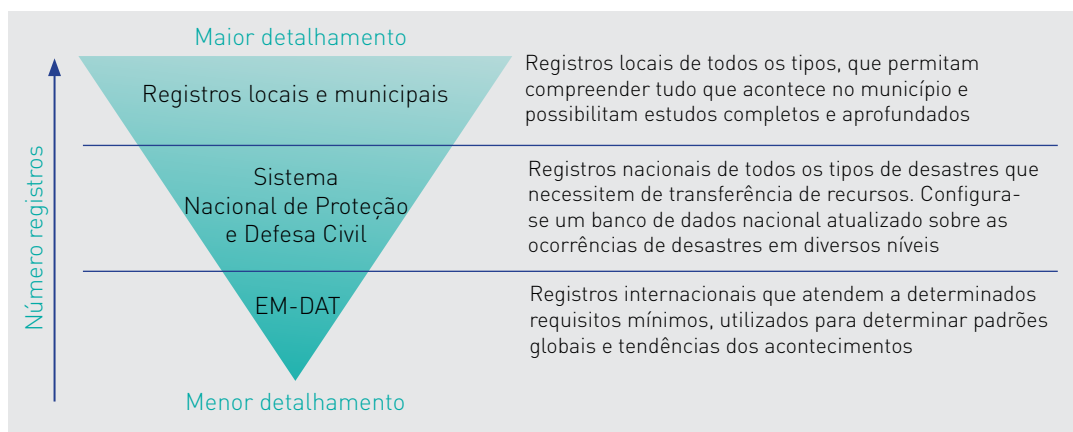 Maior detalhamento
Registros locais e municipais
Registros locais de todos os tipos, que permitam
compreender tudo que acontece no município e
possibilitam estudos completos e aprofundados
Sistema
Nacional de Proteção
e Defesa Civil
Registros nacionais de todos os tipos de desastres que
necessitem de transferência de recursos. Configura-
se um banco de dados nacional atualizado sobre as
ocorrências de desastres em diversos níveis
EM-DAT
Registros internacionais que atendem a determinados
requisitos mínimos, utilizados para determinar padrões
globais e tendências dos acontecimentos
Menor detalhamento
Número registros